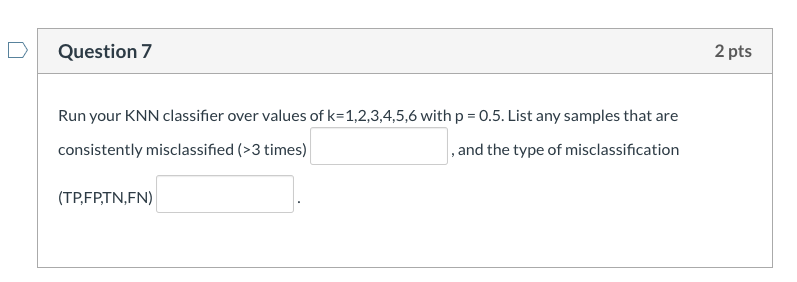 Question 7
2 pts
Run your KNN classifier over values of k=1,2,3,4,5,6 with p = 0.5. List any samples that are
consistently misclassified (>3 times) , and the type of misclassification
(TP,FP,TN,FN) .